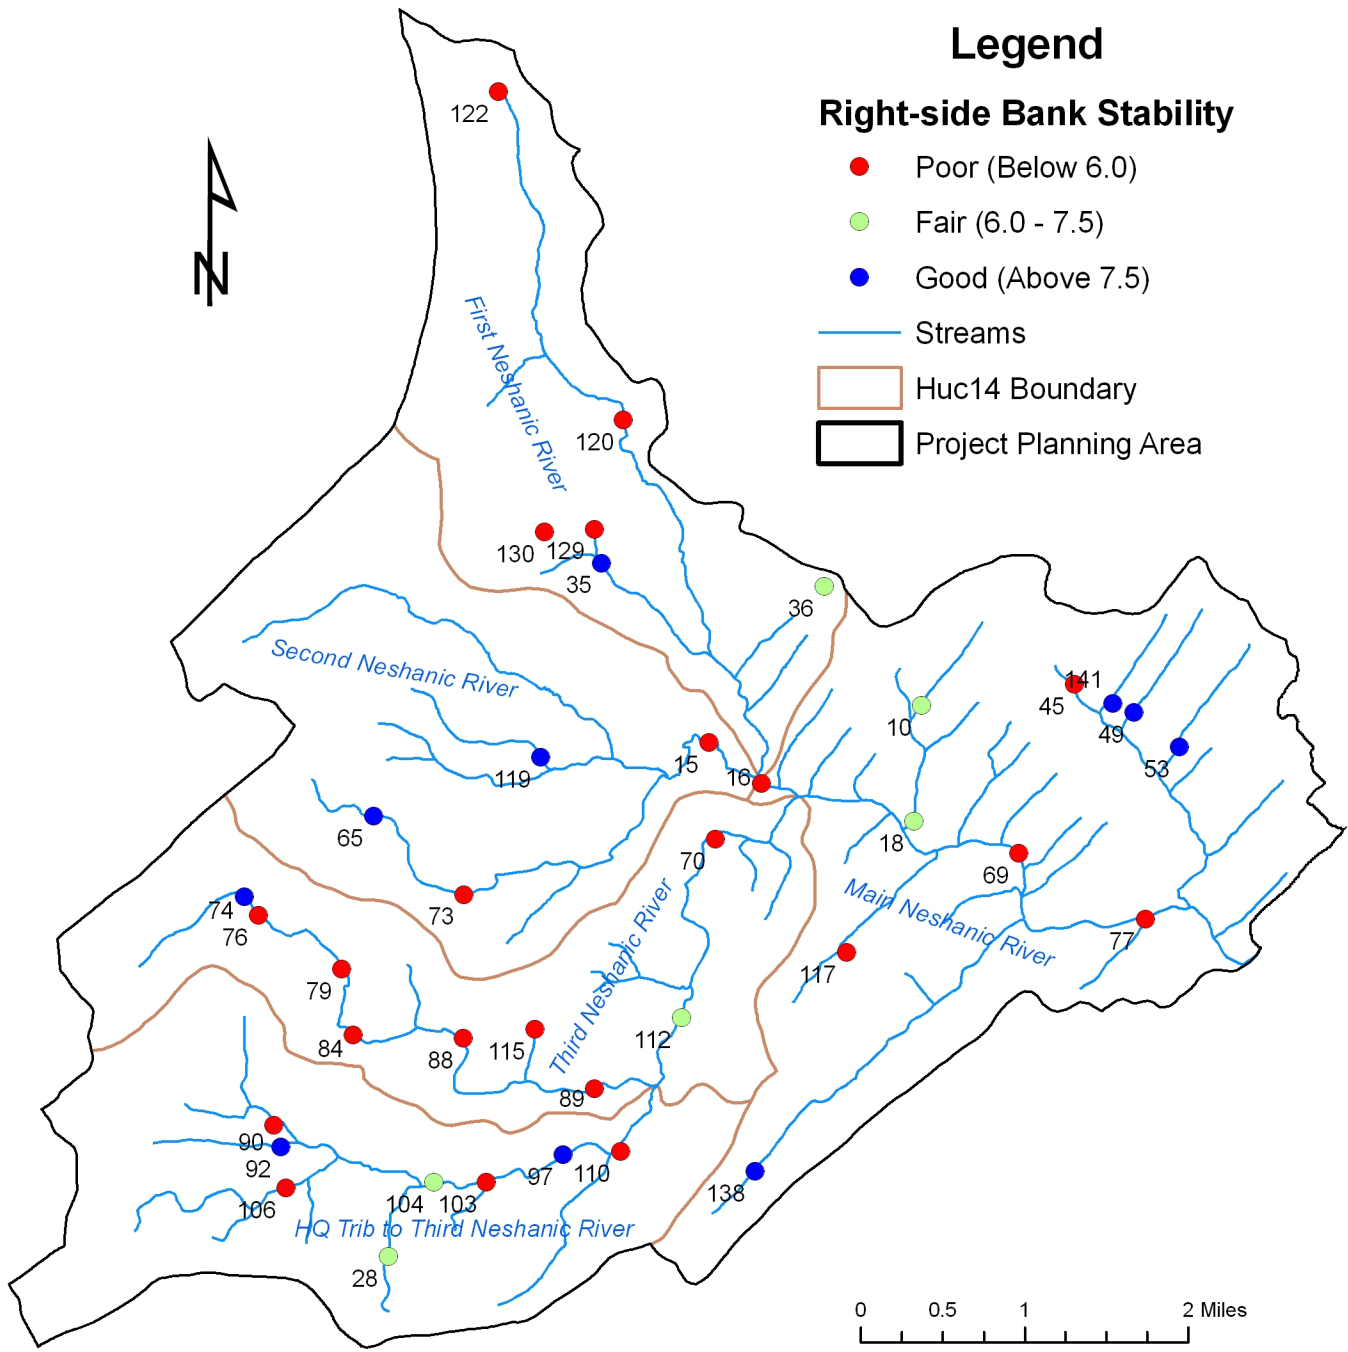 Legend
Right-side Bank Stability
Poor (Below 6.0)
Fair (6.0 - 7.5)
Good (Above 7.5)
Streams
Huc14 Boundary
Project Planning Area
N
122
First Neshanic River
120
130
129
35
36
Second Neshanic River
141
45
49
53
10
15
16
119
65
18
70
69
73
74
76
Main Neshanic River
77
117
79
Third Neshanic River
84
88
115
112
89
90
92
97
110
106
104
103
138
HQ Trib to Third Neshanic River
28
0 0.5 1 2 Miles